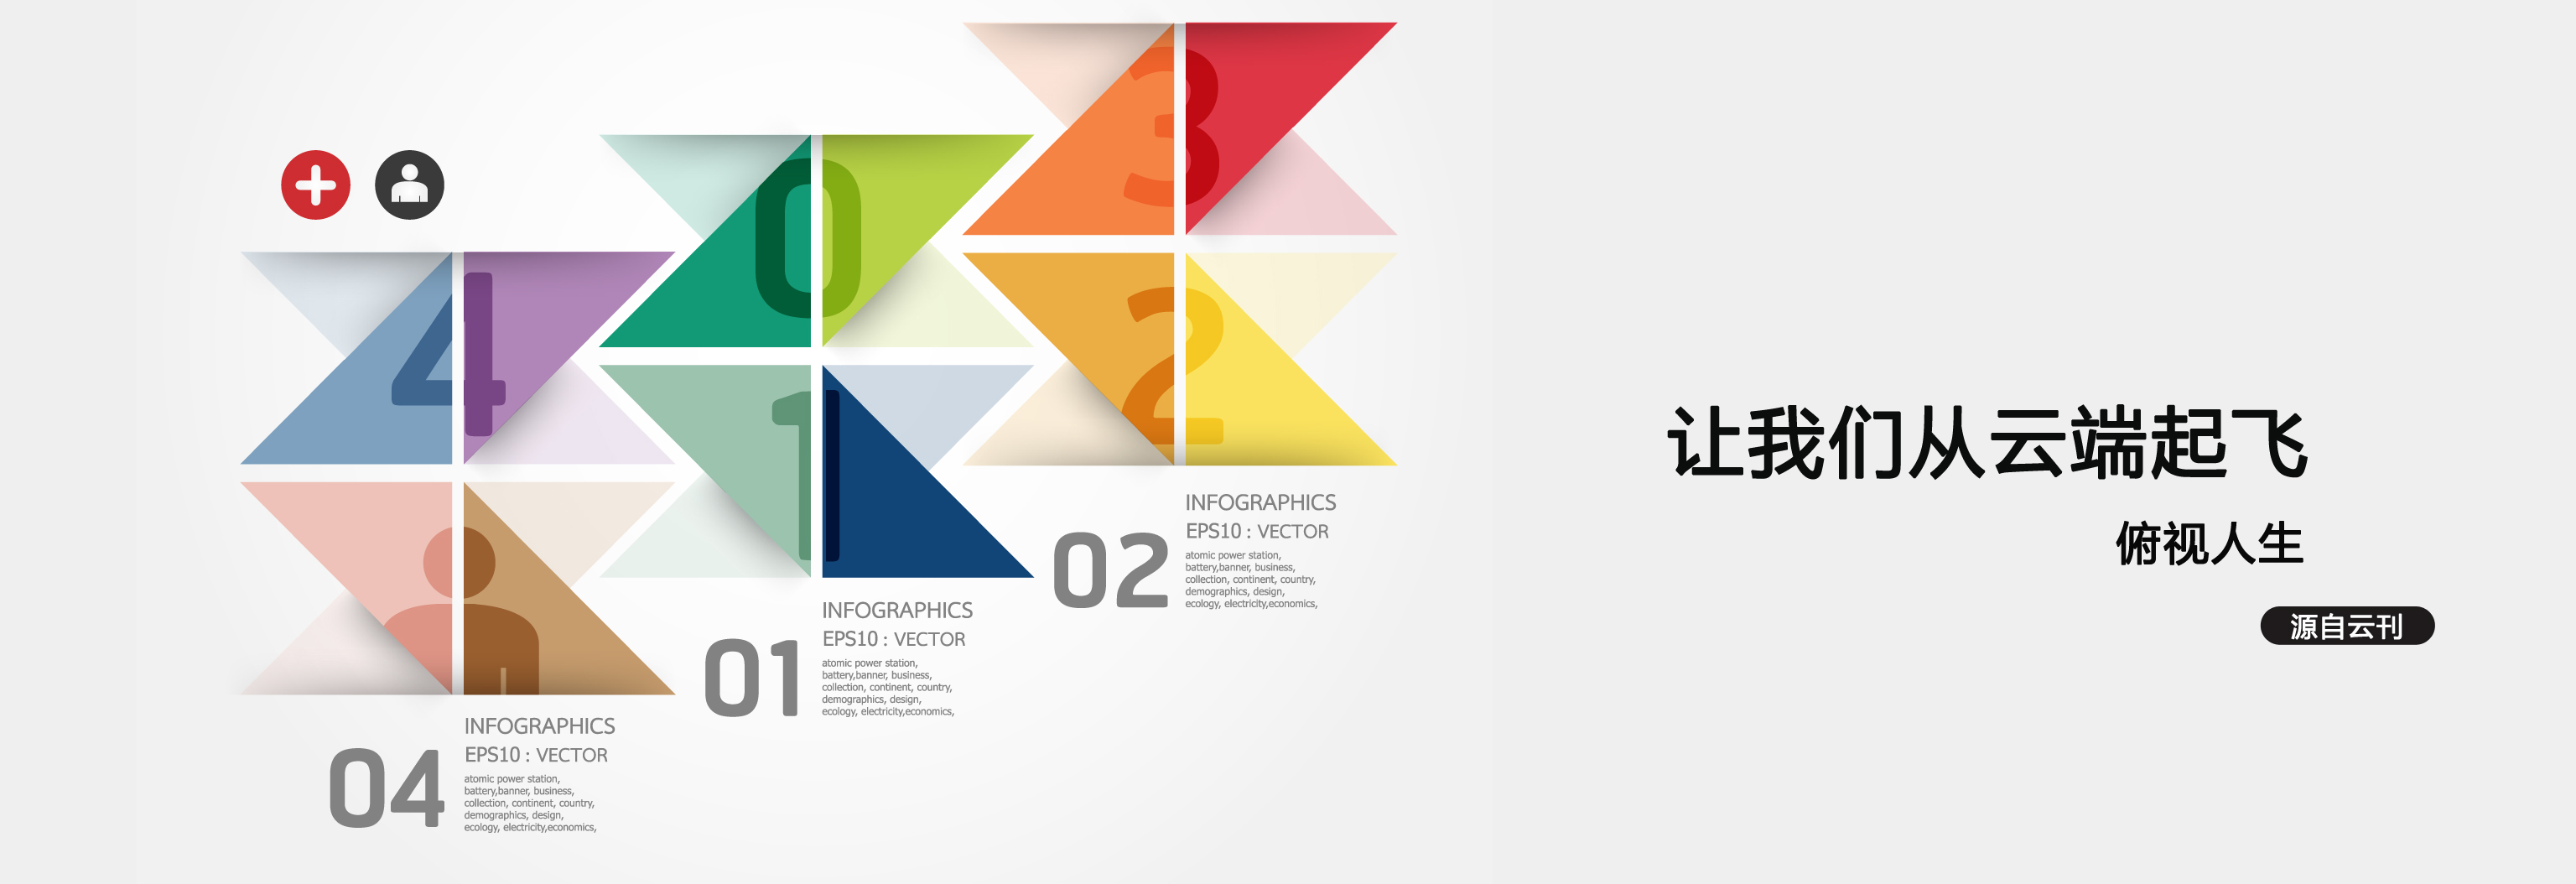 3
0
4
2
1
INFOGRAPHICS
EPS10 : VECTOR
02
atomic power station,
battery,banner, business,
collection, continent, country,
demographics, design,
ecology, electricity,economics,
INFOGRAPHICS
EPS10 : VECTOR
01
atomic power station,
battery,banner, business,
collection, continent, country,
demographics, design,
ecology, electricity,economics,
INFOGRAPHICS
EPS10 : VECTOR
04
atomic power station,
battery,banner, business,
collection, continent, country,
demographics, design,
ecology, electricity,economics,
让我们从云端起飞
俯视人生
源自云刊